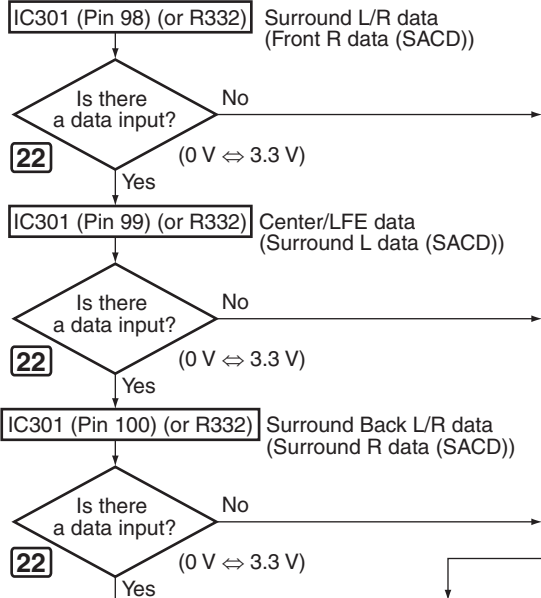 IC301 (Pin 98) (or R332)
Surround L/R data
(Front R data (SACD))
Is there
a data input?
No
22
(0 V ⇔ 3.3 V)
Yes
IC301 (Pin 99) (or R332)
Center/LFE data
(Surround L data (SACD))
Is there
a data input?
No
22
(0 V ⇔ 3.3 V)
Yes
IC301 (Pin 100) (or R332)
Surround Back L/R data
(Surround R data (SACD))
Is there
a data input?
No
22
(0 V ⇔ 3.3 V)
Yes